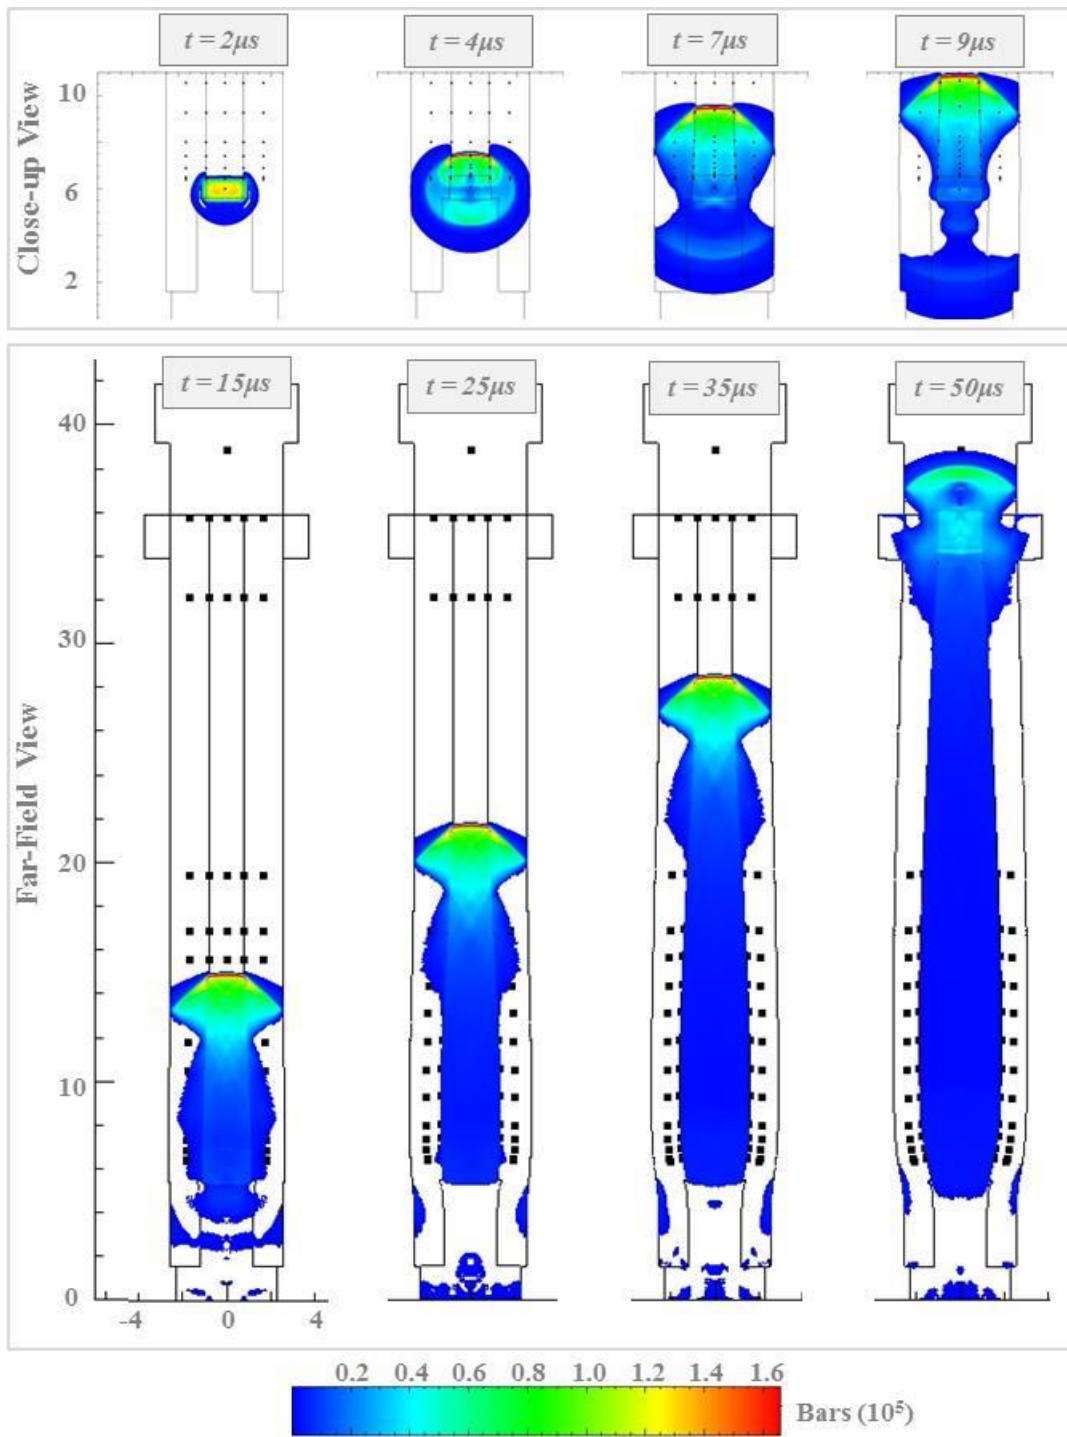 t = 2μs t = 4μs t = 7μs t = 9μs
Close-up View
10
6
2
t = 15μs t = 25μs t = 35μs t = 50μs
Far-Field View
40
30
20
10
0
-4 0 4
0.2 0.4 0.6 0.8 1.0 1.2 1.4 1.6
Bars (10⁵)